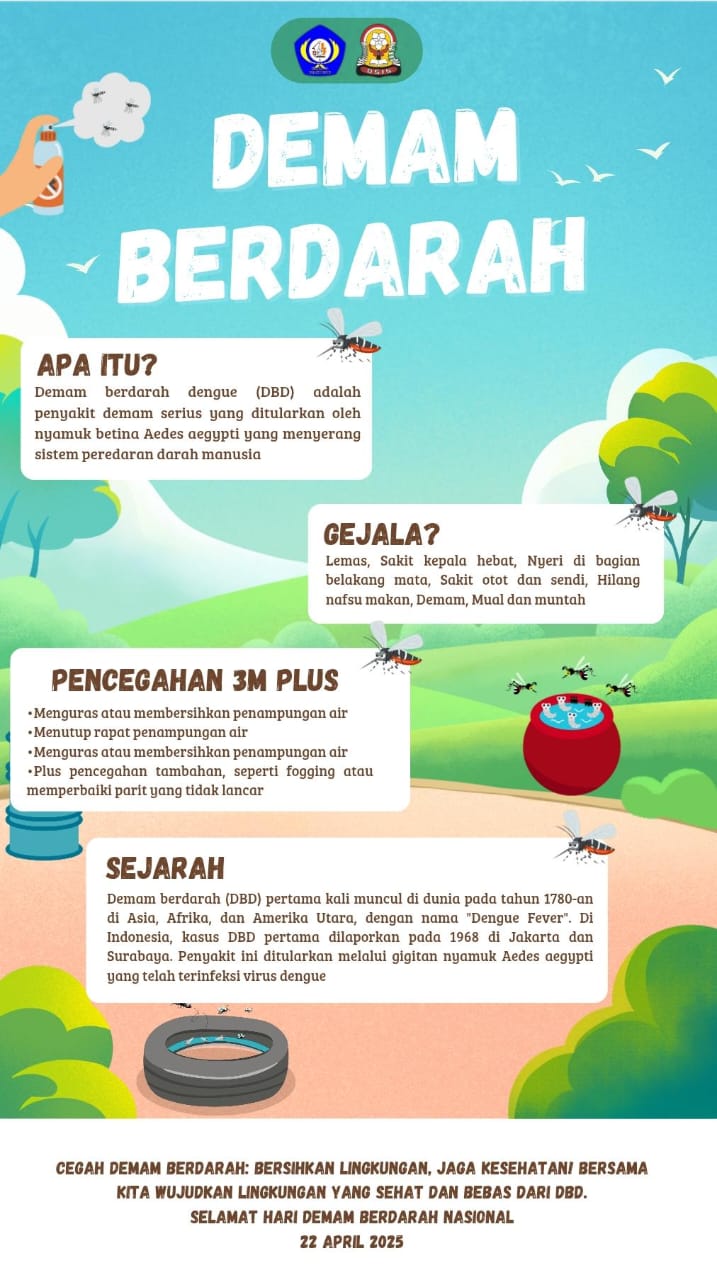 OSIS
DEMAM
BERDARAH
APA ITU?
Demam berdarah dengue (DBD) adalah
penyakit demam serius yang ditularkan oleh
nyamuk betina Aedes aegypti yang menyerang
sistem peredaran darah manusia
GEJALA?
Lemas, Sakit kepala hebat, Nyeri di bagian
belakang mata, Sakit otot dan sendi, Hilang
nafsu makan, Demam, Mual dan muntah
PENCEGAHAN 3M PLUS
•Menguras atau membersihkan penampungan air
•Menutup rapat penampungan air
•Menguras atau membersihkan penampungan air
•Plus pencegahan tambahan, seperti fogging atau
memperbaiki parit yang tidak lancar
SEJARAH
Demam berdarah (DBD) pertama kali muncul di dunia pada tahun 1780-an
di Asia, Afrika, dan Amerika Utara, dengan nama "Dengue Fever". Di
Indonesia, kasus DBD pertama dilaporkan pada 1968 di Jakarta dan
Surabaya. Penyakit ini ditularkan melalui gigitan nyamuk Aedes aegypti
yang telah terinfeksi virus dengue
CEGAH DEMAM BERDARAH: BERSIHKAN LINGKUNGAN, JAGA KESEHATAN! BERSAMA
KITA WUJUDKAN LINGKUNGAN YANG SEHAT DAN BEBAS DARI DBD.
SELAMAT HARI DEMAM BERDARAH NASIONAL
22 APRIL 2025